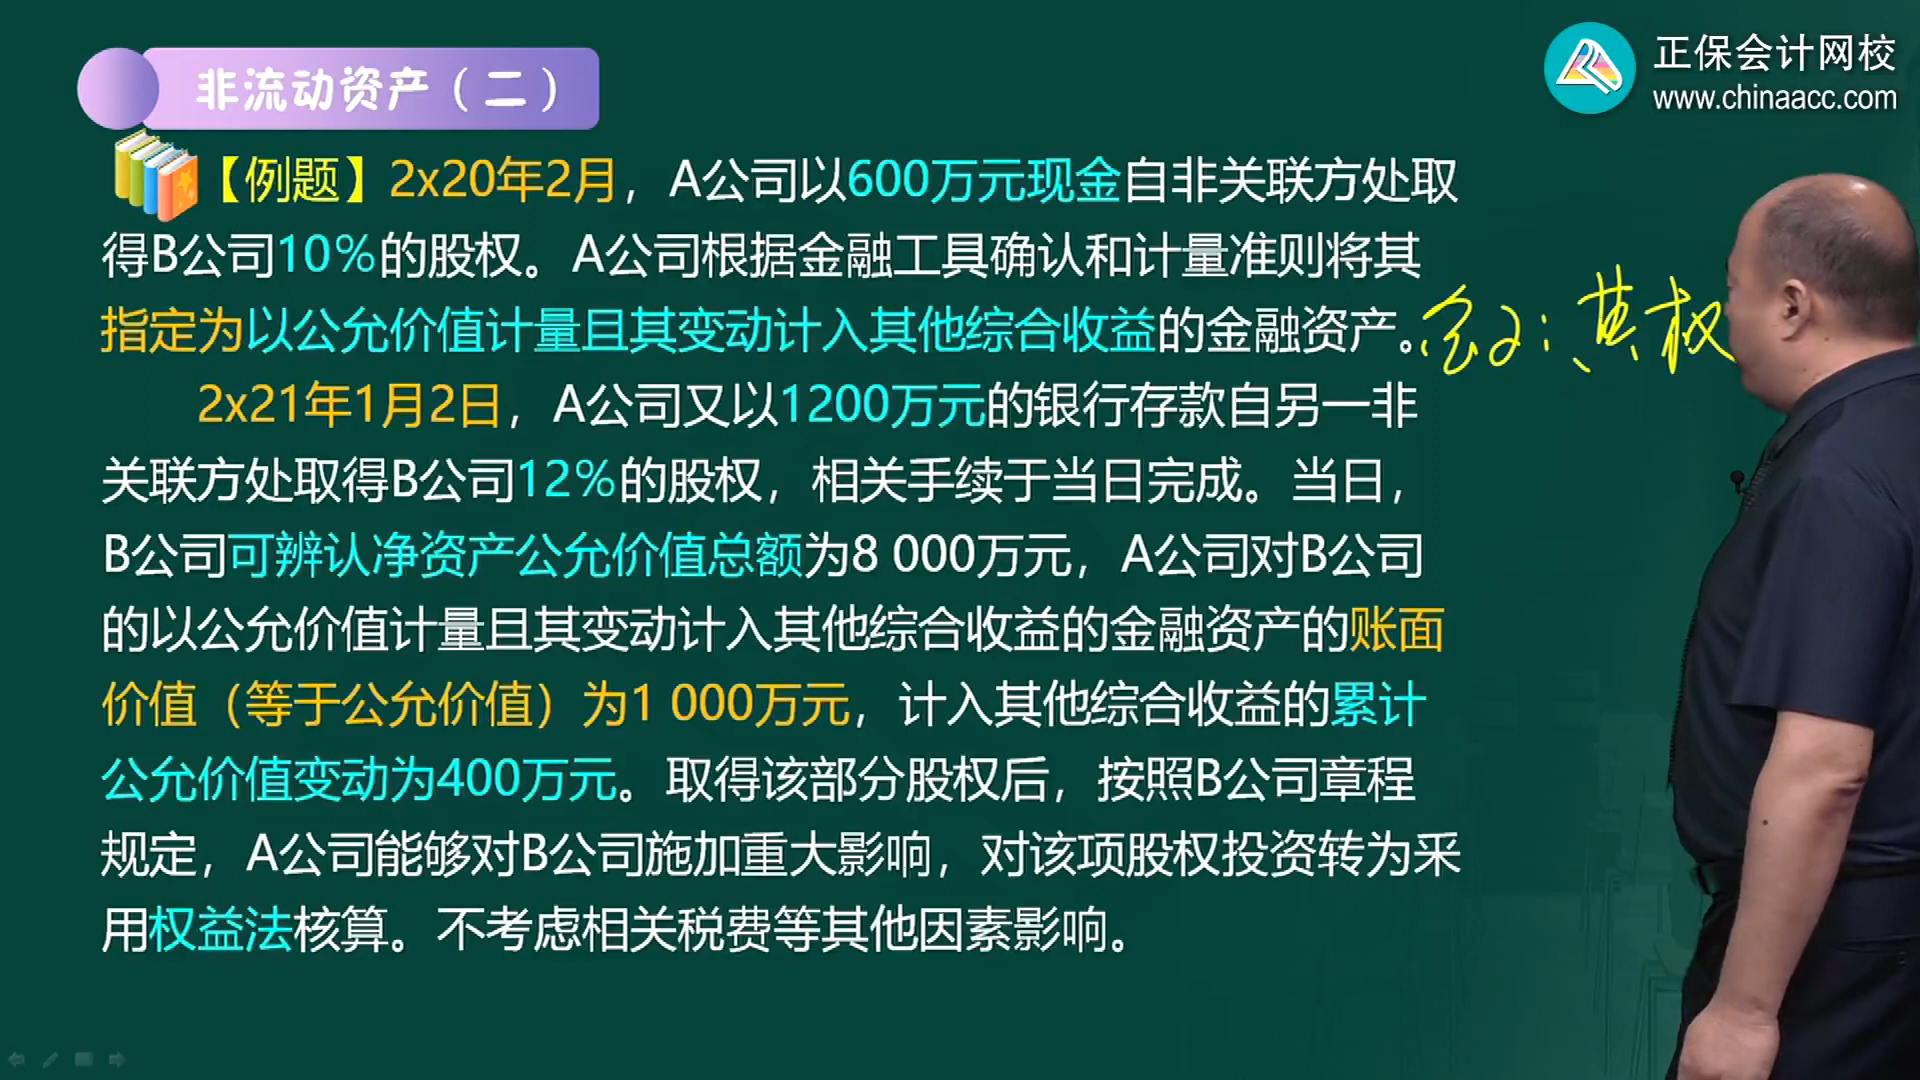 正保会计网校
www.chinaacc.com
非流动资产（二）
【例题】2x20年2月，A公司以600万元现金自非关联方处取
得B公司10%的股权。A公司根据金融工具确认和计量准则将其
指定为以公允价值计量且其变动计入其他综合收益的金融资产。
2x21年1月2日，A公司又以1200万元的银行存款自另一非
关联方处取得B公司12%的股权，相关手续于当日完成。当日，
B公司可辨认净资产公允价值总额为8 000万元，A公司对B公司
的以公允价值计量且其变动计入其他综合收益的金融资产的账面
价值（等于公允价值）为1 000万元，计入其他综合收益的累计
公允价值变动为400万元。取得该部分股权后，按照B公司章程
规定，A公司能够对B公司施加重大影响，对该项股权投资转为采
用权益法核算。不考虑相关税费等其他因素影响。